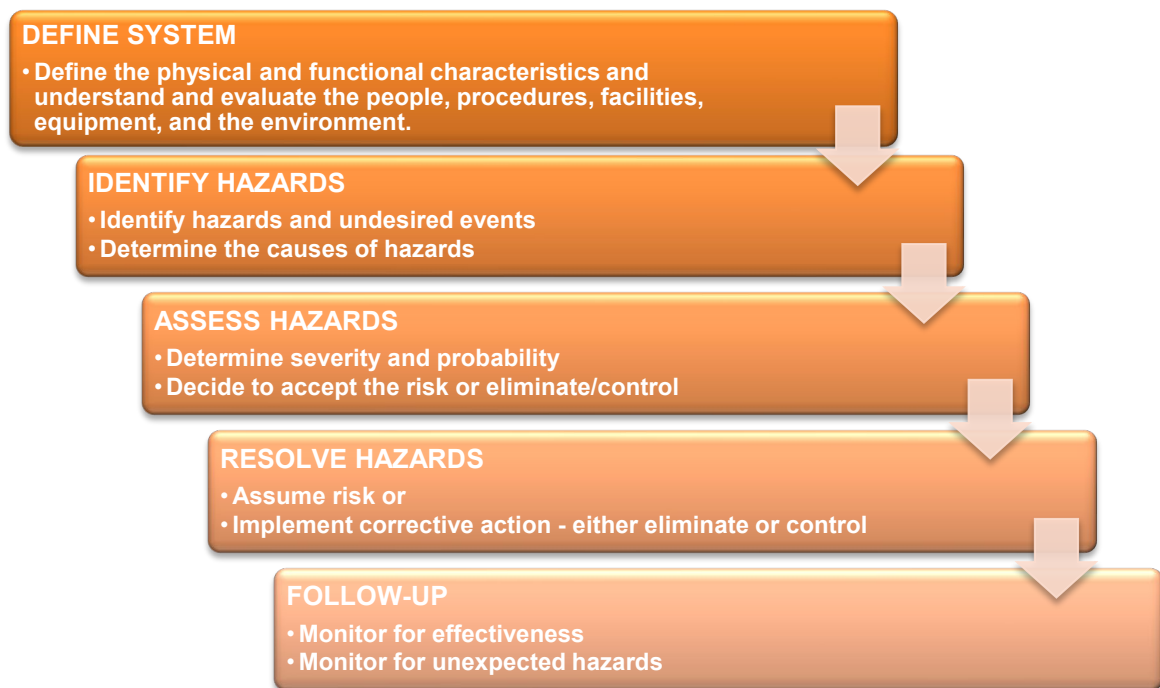 DEFINE SYSTEM
• Define the physical and functional characteristics and
understand and evaluate the people, procedures, facilities,
equipment, and the environment.
IDENTIFY HAZARDS
• Identify hazards and undesired events
• Determine the causes of hazards
ASSESS HAZARDS
• Determine severity and probability
• Decide to accept the risk or eliminate/control
RESOLVE HAZARDS
• Assume risk or
• Implement corrective action - either eliminate or control
FOLLOW-UP
• Monitor for effectiveness
• Monitor for unexpected hazards